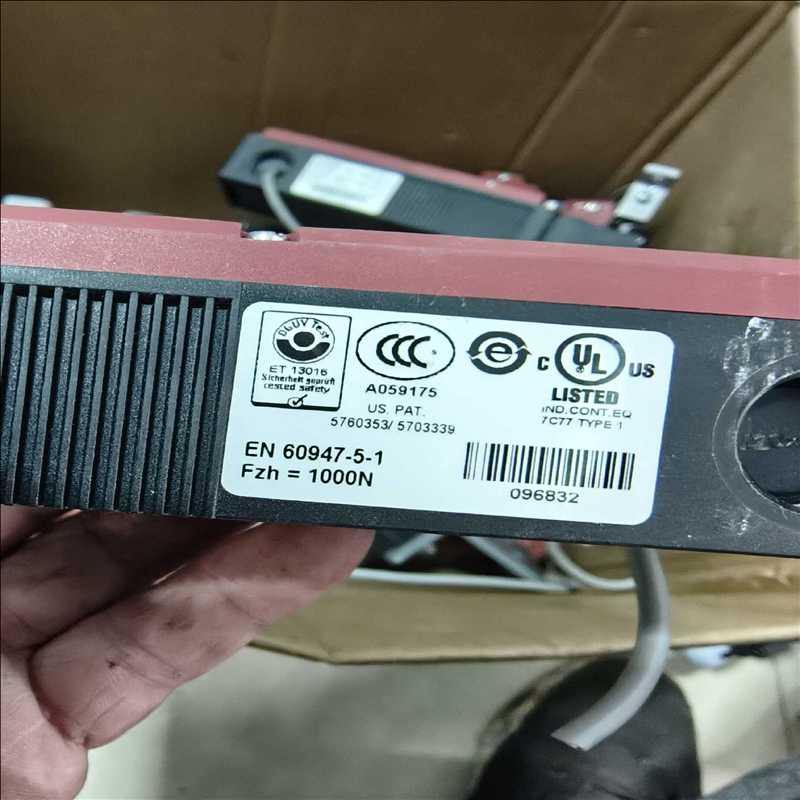 DGUV Test
ET 13016
Sicherheit geprüft
tested safety
CCC
A059175
US. PAT.
5760353/ 5703339
e
C UL US
LISTED
IND.CONT.EQ
7C77 TYPE 1
EN 60947-5-1
Fzh = 1000N
096832